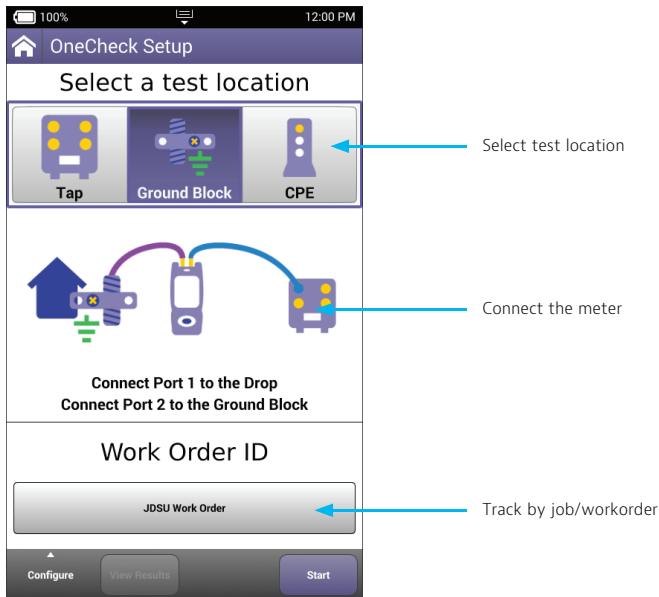 100%
12:00 PM
OneCheck Setup
Select a test location
Tap
Ground Block
CPE
Select test location
Connect the meter
Connect Port 1 to the Drop
Connect Port 2 to the Ground Block
Work Order ID
JDSU Work Order
Track by job/workorder
Configure
View Results
Start